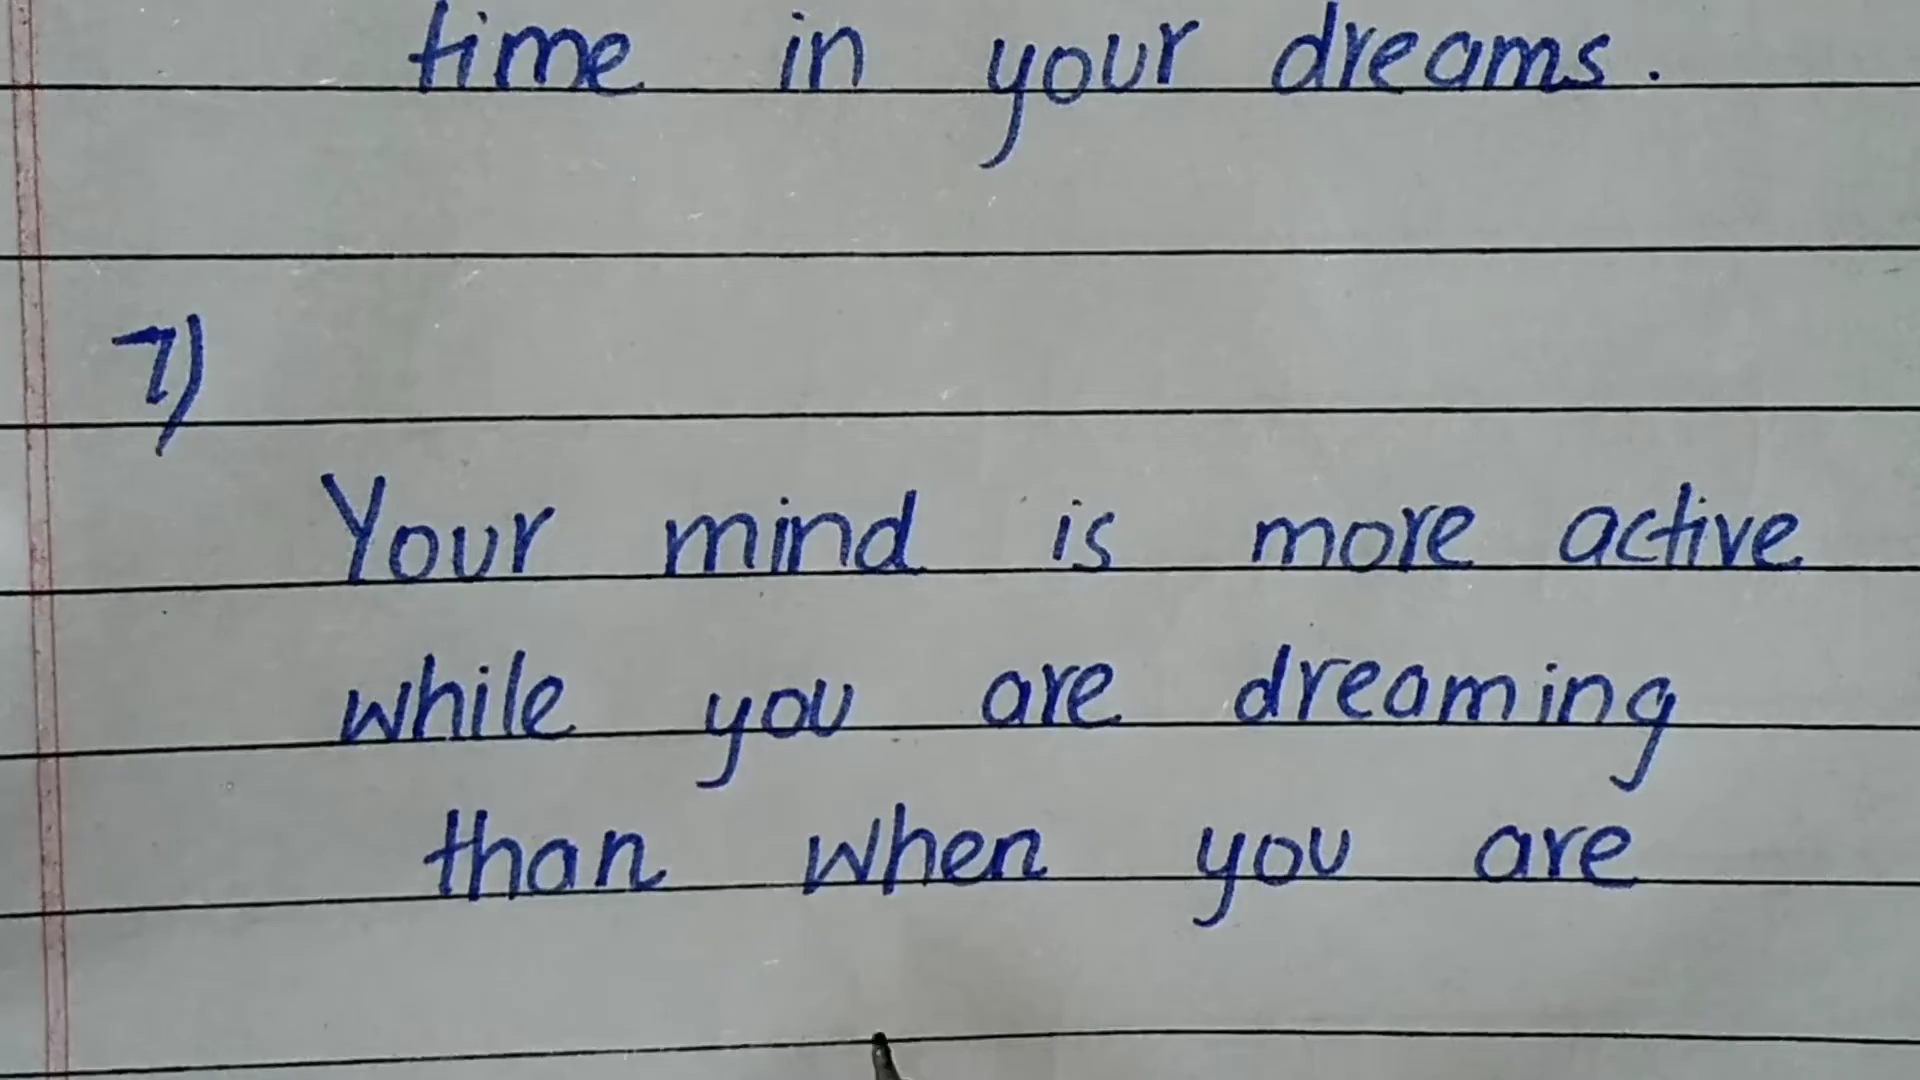 time in your dreams.
7)
Your mind is more active
while you are dreaming
than when you are